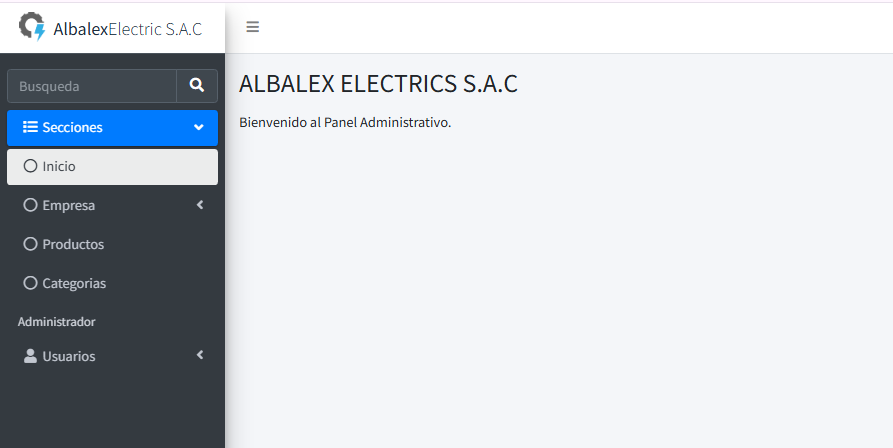 AlbalexElectric S.A.C
Busqueda
Secciones
Inicio
Empresa
Productos
Categorias
Administrador
Usuarios
ALBALEX ELECTRICS S.A.C
Bienvenido al Panel Administrativo.